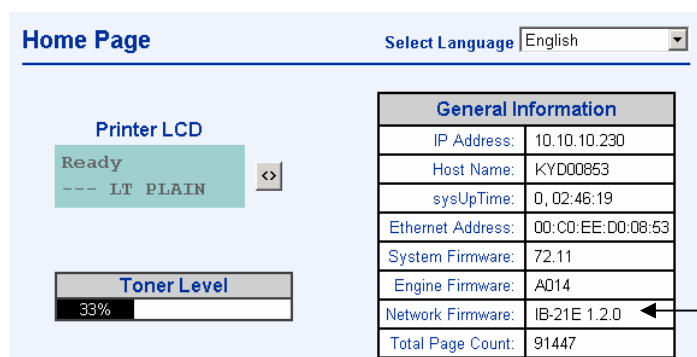 Home Page
Select Language English
Printer LCD
Ready
--- LT PLAIN
<>
Toner Level
33%
General Information
IP Address: 10.10.10.230
Host Name: KYD00853
sysUpTime: 0, 02:46:19
Ethernet Address: 00:C0:EE:D0:08:53
System Firmware: 72.11
Engine Firmware: A014
Network Firmware: IB-21E 1.2.0
Total Page Count: 91447